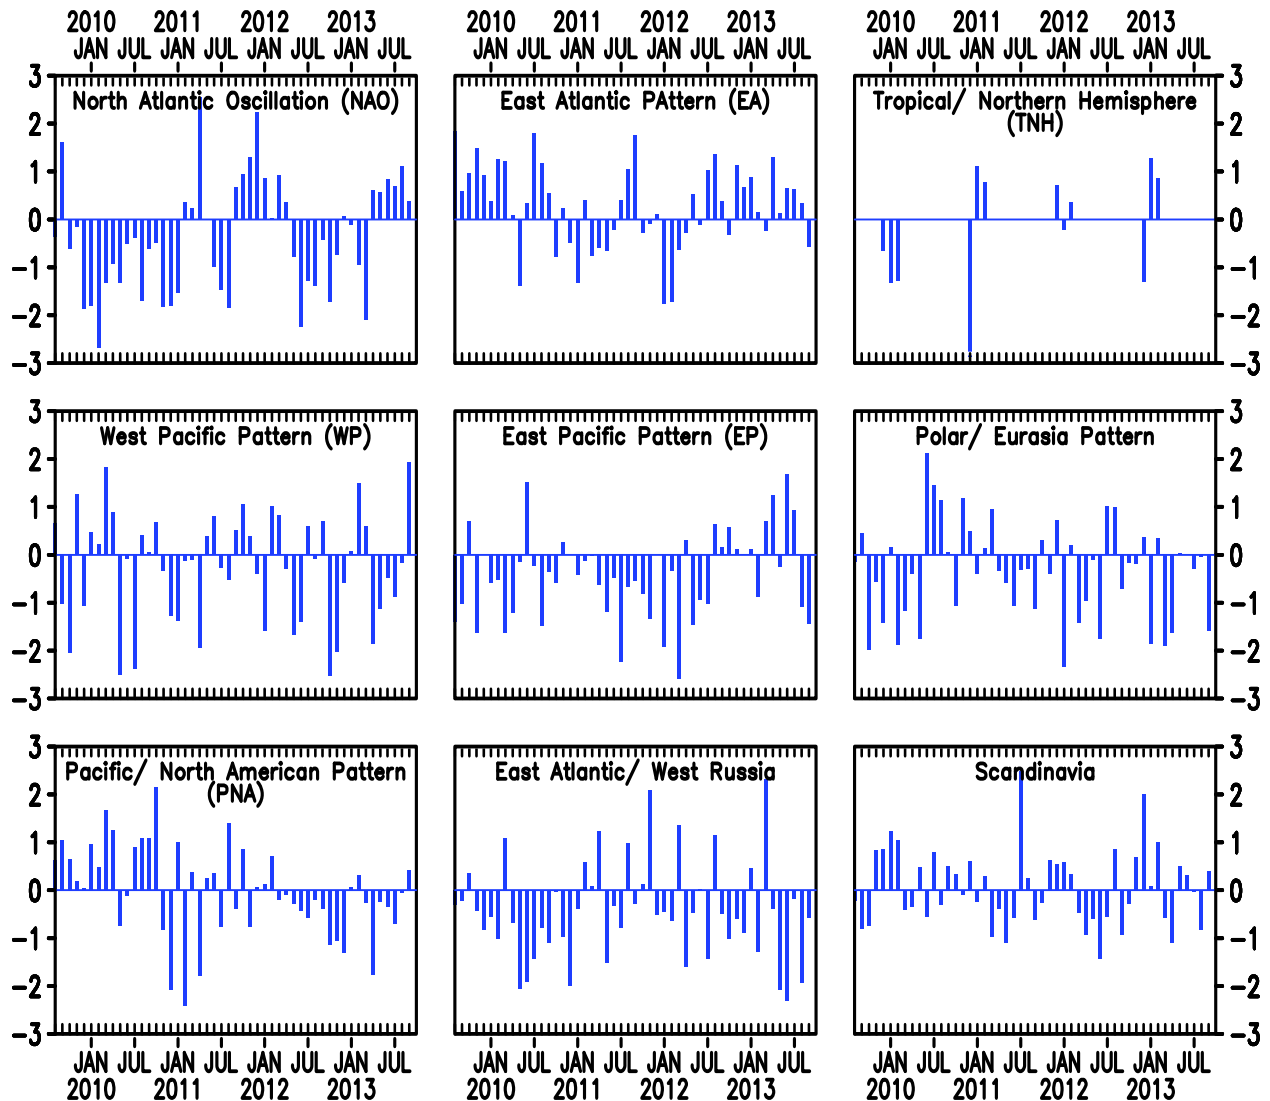 2010 2011 2012 2013 2010 2011 2012 2013 2010 2011 2012 2013
JAN JUL JAN JUL JAN JUL JAN JUL JAN JUL JAN JUL JAN JUL JAN JUL JAN JUL JAN JUL JAN JUL JAN JUL
3 3
North Atlantic Oscillation (NAO) East Atlantic PAttern (EA) Tropical/ Northern Hemisphere
(TNH)
2 2
1 1
0 0
-1 -1
-2 -2
-3 -3
3 3
West Pacific Pattern (WP) East Pacific Pattern (EP) Polar/ Eurasia Pattern
2 2
1 1
0 0
-1 -1
-2 -2
-3 -3
3 3
Pacific/ North American Pattern East Atlantic/ West Russia Scandinavia
(PNA)
2 2
1 1
0 0
-1 -1
-2 -2
-3 -3
JAN JUL JAN JUL JAN JUL JAN JUL JAN JUL JAN JUL JAN JUL JAN JUL JAN JUL JAN JUL JAN JUL JAN JUL
2010 2011 2012 2013 2010 2011 2012 2013 2010 2011 2012 2013